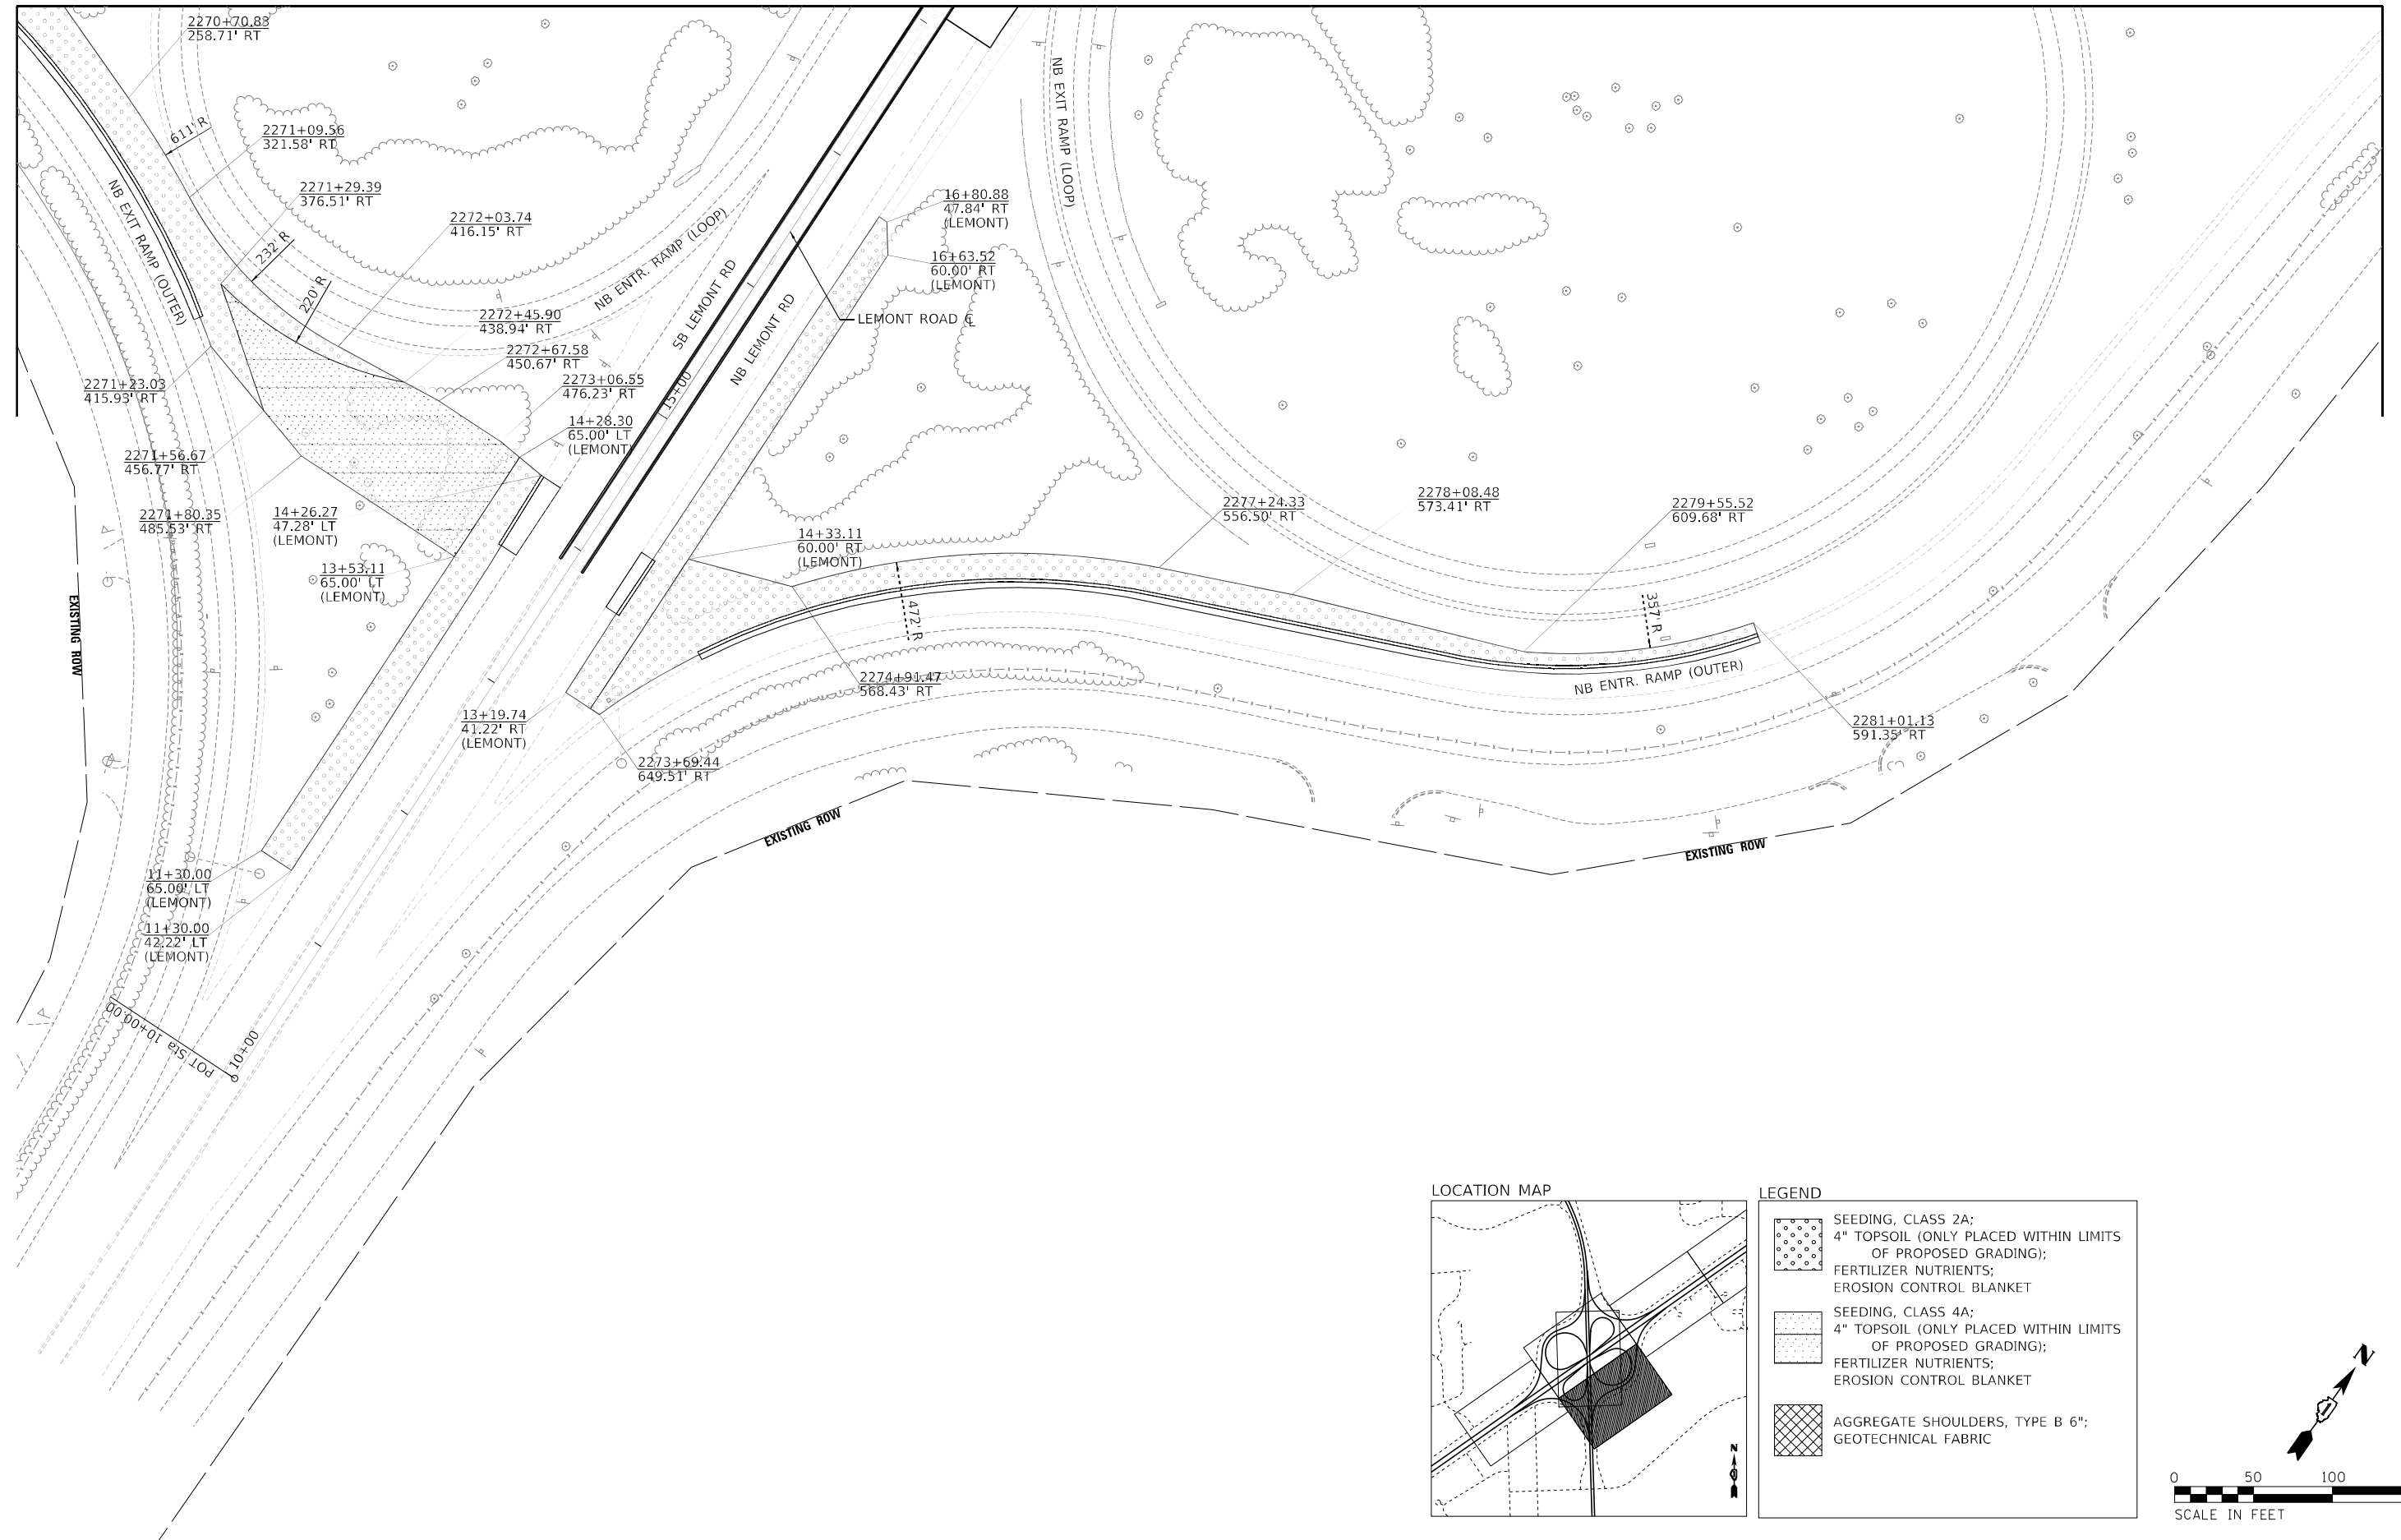 2270+70.83
258.71' RT
611' R
2271+09.56
321.58' RT
NB EXIT RAMP (OUTER)
2271+29.39
376.51' RT
2272+03.74
416.15' RT
232' R
220' R
NB ENTR. RAMP (LOOP)
2272+45.90
438.94' RT
2272+67.58
450.67' RT
2273+06.55
476.23' RT
14+28.30
65.00' LT
(LEMONT)
SB LEMONT RD
NB LEMONT RD
15+00
LEMONT ROAD ℄
16+80.88
47.84' RT
(LEMONT)
16+63.52
60.00' RT
(LEMONT)
NB EXIT RAMP (LOOP)
2271+23.03
415.93' RT
2271+56.67
456.77' RT
2271+80.35
485.53' RT
14+26.27
47.28' LT
(LEMONT)
13+53.11
65.00' LT
(LEMONT)
14+33.11
60.00' RT
(LEMONT)
2277+24.33
556.50' RT
2278+08.48
573.41' RT
2279+55.52
609.68' RT
EXISTING ROW
472' R
357' R
NB ENTR. RAMP (OUTER)
2274+91.47
568.43' RT
13+19.74
41.22' RT
(LEMONT)
2273+69.44
649.51' RT
2281+01.13
591.35' RT
EXISTING ROW
EXISTING ROW
11+30.00
65.00' LT
(LEMONT)
11+30.00
42.22' LT
(LEMONT)
POT Sta 10+00.00
10+00
LOCATION MAP
N
LEGEND
SEEDING, CLASS 2A;
4" TOPSOIL (ONLY PLACED WITHIN LIMITS
OF PROPOSED GRADING);
FERTILIZER NUTRIENTS;
EROSION CONTROL BLANKET
SEEDING, CLASS 4A;
4" TOPSOIL (ONLY PLACED WITHIN LIMITS
OF PROPOSED GRADING);
FERTILIZER NUTRIENTS;
EROSION CONTROL BLANKET
AGGREGATE SHOULDERS, TYPE B 6";
GEOTECHNICAL FABRIC
N
0 50 100
SCALE IN FEET